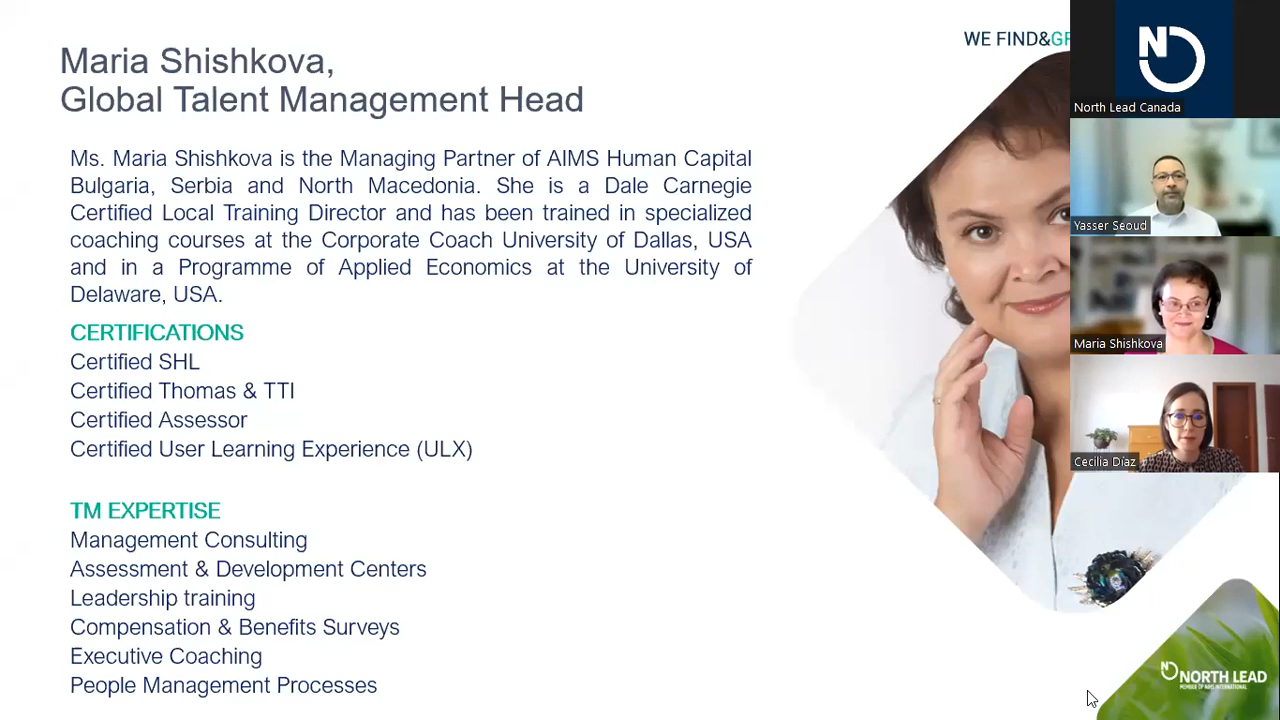 Maria Shishkova,
Global Talent Management Head
WE FIND&GR
Ms. Maria Shishkova is the Managing Partner of AIMS Human Capital
Bulgaria, Serbia and North Macedonia. She is a Dale Carnegie
Certified Local Training Director and has been trained in specialized
coaching courses at the Corporate Coach University of Dallas, USA
and in a Programme of Applied Economics at the University of
Delaware, USA.
CERTIFICATIONS
Certified SHL
Certified Thomas & TTI
Certified Assessor
Certified User Learning Experience (ULX)
TM EXPERTISE
Management Consulting
Assessment & Development Centers
Leadership training
Compensation & Benefits Surveys
Executive Coaching
People Management Processes
North Lead Canada
Yasser Seoud
Maria Shishkova
Cecilia Díaz
NORTH LEAD
MEMBER OF AIMS INTERNATIONAL